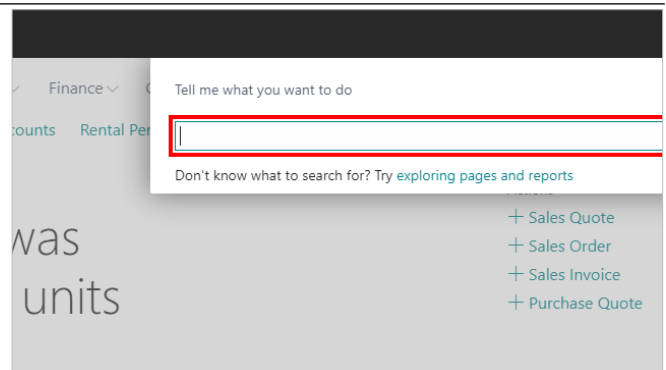 Finance
Tell me what you want to do
counts Rental Per
Don't know what to search for? Try exploring pages and reports
+ Sales Quote
was
+ Sales Order
+ Sales Invoice
units
+ Purchase Quote